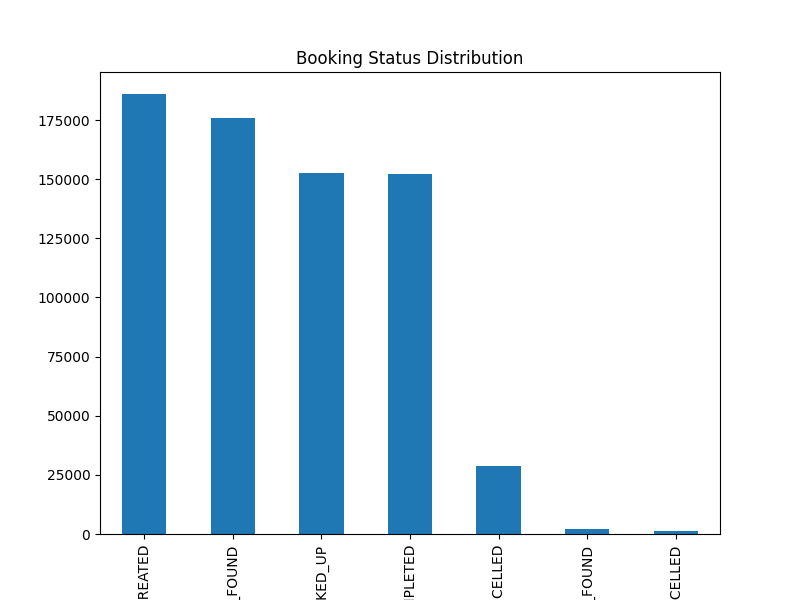 Booking Status Distribution
175000
150000
125000
100000
75000
50000
25000
0
REATED
_FOUND
KED_UP
PLETED
CELLED
_FOUND
CELLED